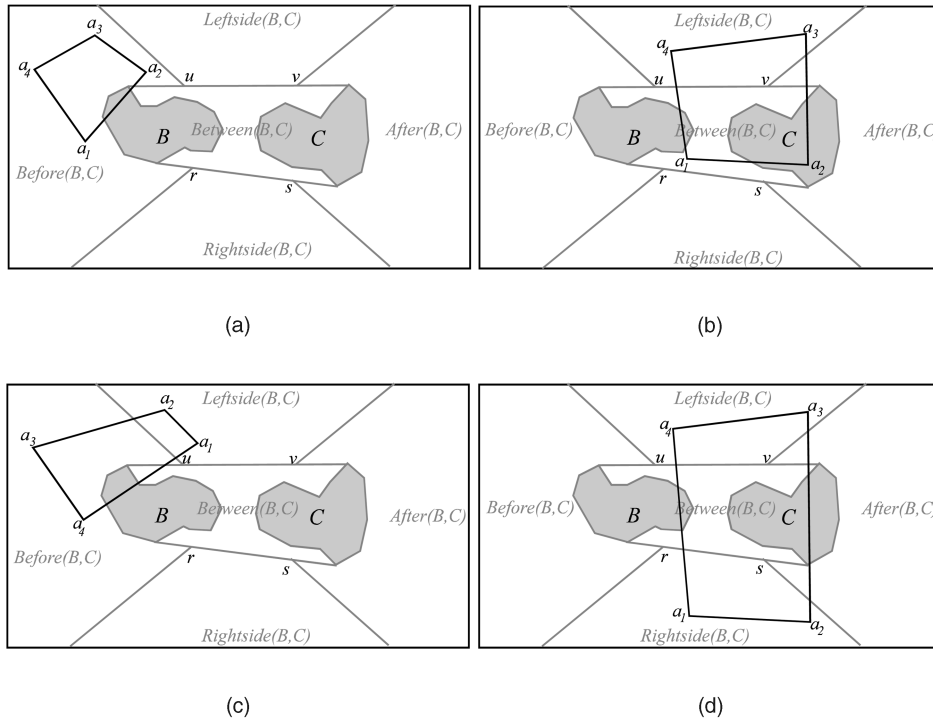 Leftside(B,C)
a3
a4
a2
u
v
B
Between(B,C)
C
After(B,C)
a1
Before(B,C)
r
s
Rightside(B,C)
(a)
Leftside(B,C)
a3
a4
u
v
Before(B,C)
B
Between(B,C)
C
After(B,C)
a1
a2
r
s
Rightside(B,C)
(b)
Leftside(B,C)
a2
a3
a1
u
v
B
Between(B,C)
C
After(B,C)
a4
Before(B,C)
r
s
Rightside(B,C)
(c)
Leftside(B,C)
a3
a4
u
v
Before(B,C)
B
Between(B,C)
C
After(B,C)
r
s
a1
a2
Rightside(B,C)
(d)